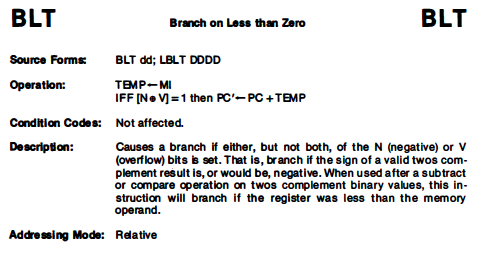 BLT Branch on Less than Zero BLT
Source Forms: BLT dd; LBLT DDDD
Operation: TEMP←MI
IFF [N⊕V]=1 then PC'←PC+TEMP
Condition Codes: Not affected.
Description: Causes a branch if either, but not both, of the N (negative) or V
(overflow) bits is set. That is, branch if the sign of a valid twos com-
plement result is, or would be, negative. When used after a subtract
or compare operation on twos complement binary values, this in-
struction will branch if the register was less than the memory
operand.
Addressing Mode: Relative